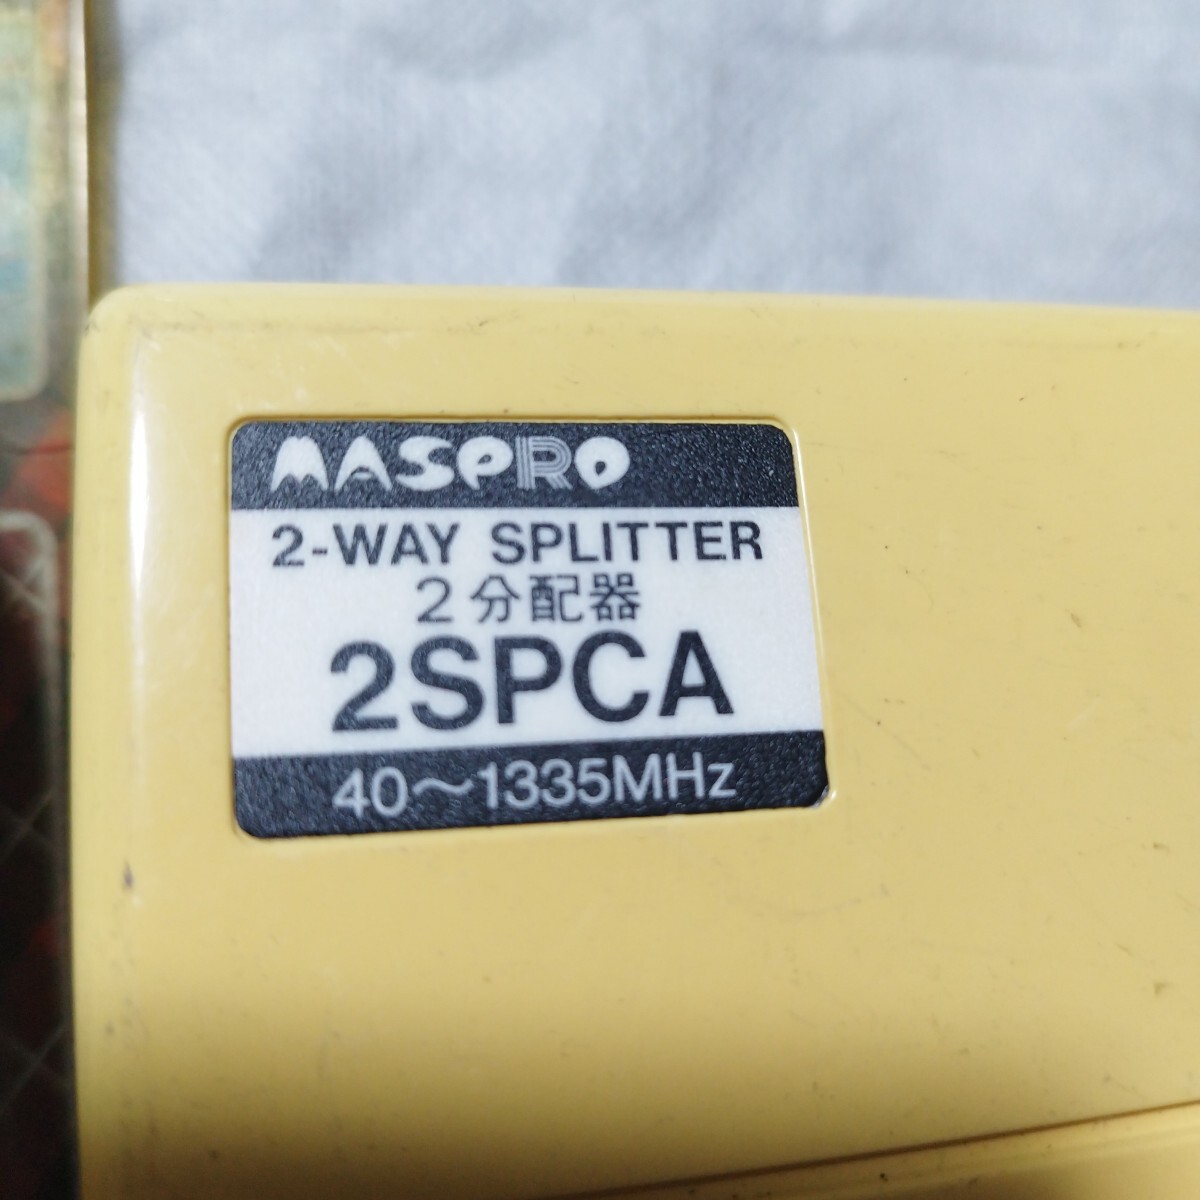 MASPRO
2-WAY SPLITTER
2分配器
2SPCA
40～1335MHz